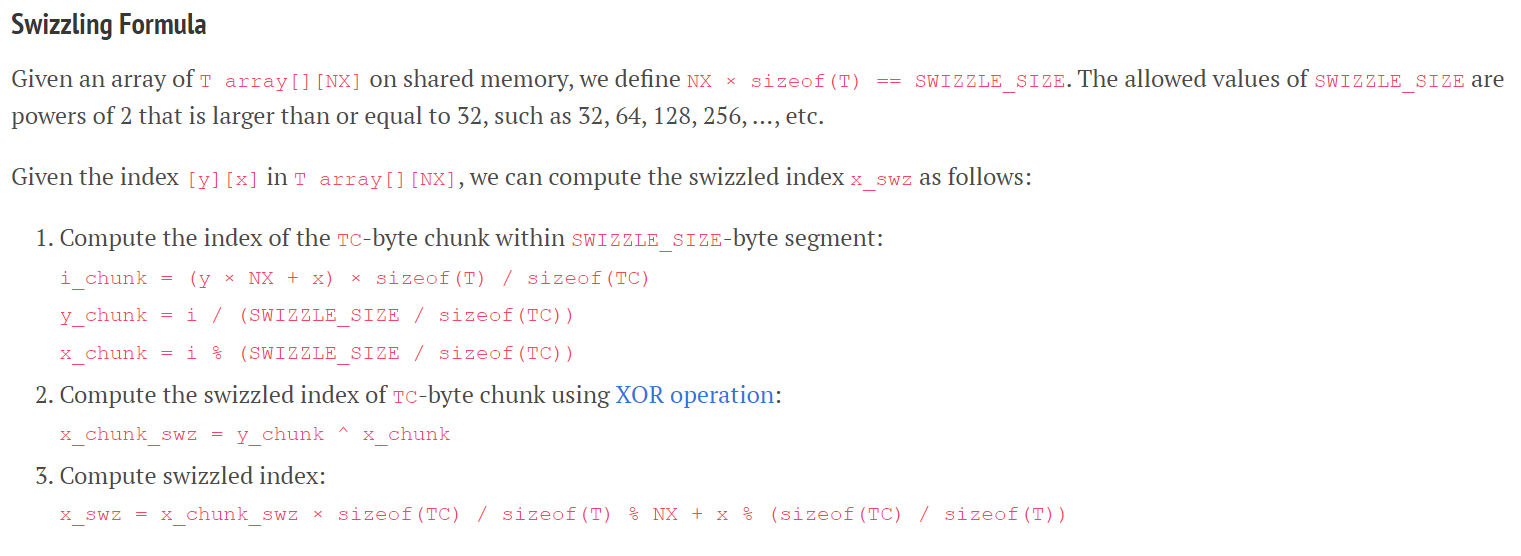 Swizzling Formula
Given an array of T array[][NX] on shared memory, we define NX × sizeof(T) == SWIZZLE_SIZE. The allowed values of SWIZZLE_SIZE are
powers of 2 that is larger than or equal to 32, such as 32, 64, 128, 256, ..., etc.
Given the index [y][x] in T array[][NX], we can compute the swizzled index x_swz as follows:
1. Compute the index of the TC-byte chunk within SWIZZLE_SIZE-byte segment:
i_chunk = (y × NX + x) × sizeof(T) / sizeof(TC)
y_chunk = i / (SWIZZLE_SIZE / sizeof(TC))
x_chunk = i % (SWIZZLE_SIZE / sizeof(TC))
2. Compute the swizzled index of TC-byte chunk using XOR operation:
x_chunk_swz = y_chunk ^ x_chunk
3. Compute swizzled index:
x_swz = x_chunk_swz × sizeof(TC) / sizeof(T) % NX + x % (sizeof(TC) / sizeof(T))